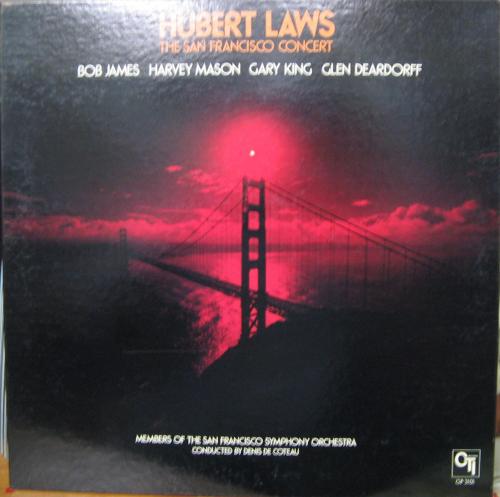 HUBERT LAWS
THE SAN FRANCISCO CONCERT
BOB JAMES HARVEY MASON GARY KING GLEN DEARDORFF
MEMBERS OF THE SAN FRANCISCO SYMPHONY ORCHESTRA
CONDUCTED BY DENIS DE COTEAU
CTI